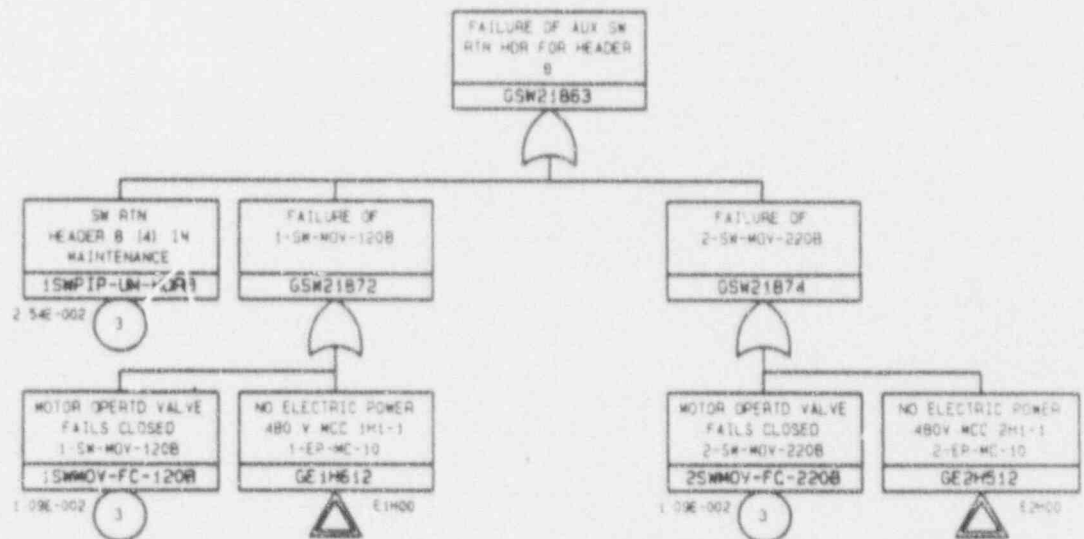 FAILURE OF AUX SW
RTN HDR FOR HEADER
B
GSW21863
SW RTN
HEADER B (4) IN
MAINTENANCE
2.54E-002
3
FAILURE OF
1-SW-MOV-120B
GSW21872
FAILURE OF
2-SW-MOV-220B
GSW21874
MOTOR OPERTD VALVE
FAILS CLOSED
1-SW-MOV-120B
1SWMOV-FC-120B
1.09E-002
3
NO ELECTRIC POWER
480 V MCC 1H1-1
1-EP-MC-10
GE1H612
E1H00
MOTOR OPERTD VALVE
FAILS CLOSED
2-SW-MOV-220B
2SWMOV-FC-220B
1.09E-002
3
NO ELECTRIC POWER
480V MCC 2H1-1
2-EP-MC-10
GE2H512
E2H00